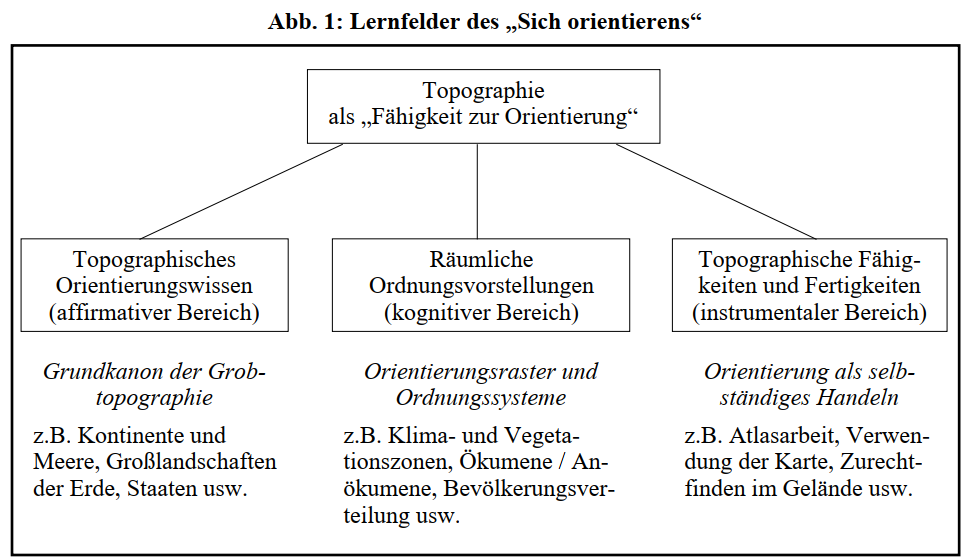 Abb. 1: Lernfelder des „Sich orientierens“
Topographie
als „Fähigkeit zur Orientierung“
Topographisches
Orientierungswissen
(affirmativer Bereich)
Grundkanon der Grob-
topographie
z.B. Kontinente und
Meere, Großlandschaften
der Erde, Staaten usw.
Räumliche
Ordnungsvorstellungen
(kognitiver Bereich)
Orientierungsraster und
Ordnungssysteme
z.B. Klima- und Vegeta-
tionszonen, Ökumene / An-
ökumene, Bevölkerungsver-
teilung usw.
Topographische Fähig-
keiten und Fertigkeiten
(instrumentaler Bereich)
Orientierung als selb-
ständiges Handeln
z.B. Atlasarbeit, Verwen-
dung der Karte, Zurecht-
finden im Gelände usw.